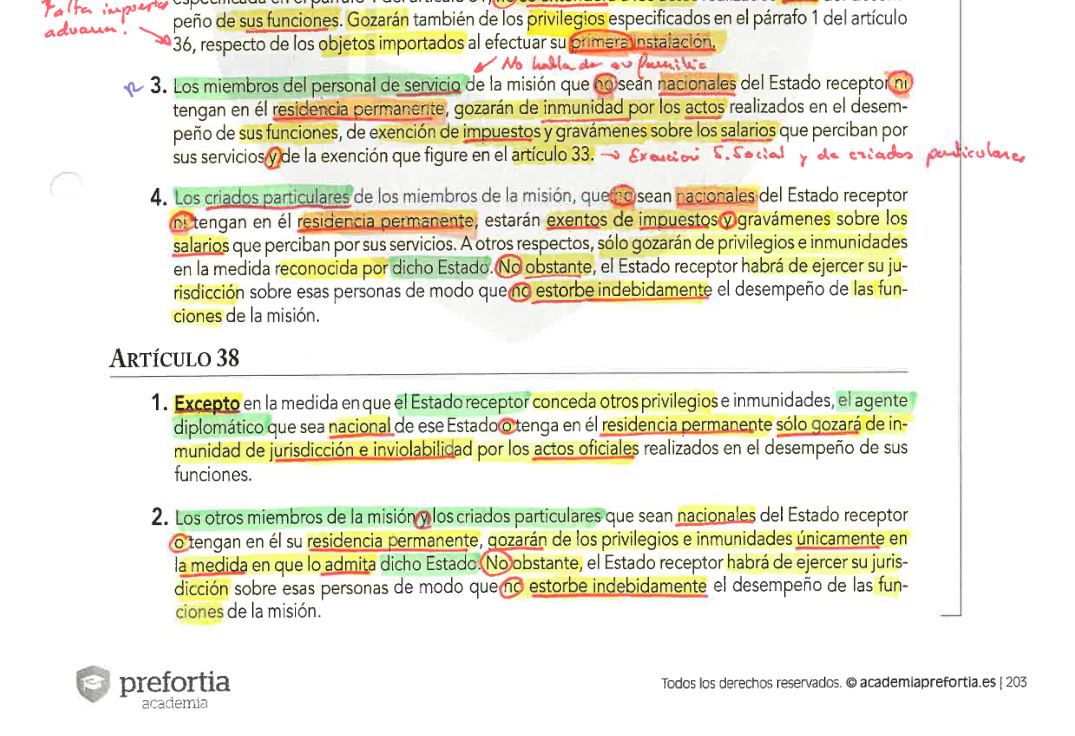 Falta impuestos
aduana.
peño de sus funciones. Gozarán también de los privilegios especificados en el párrafo 1 del artículo
36, respecto de los objetos importados al efectuar su primera instalación.
No habla de su familia
3. Los miembros del personal de servicio de la misión que no sean nacionales del Estado receptor ni
tengan en él residencia permanente, gozarán de inmunidad por los actos realizados en el desem-
peño de sus funciones, de exención de impuestos y gravámenes sobre los salarios que perciban por
sus servicios y de la exención que figure en el artículo 33. → Exención S. Social y de criados particulares
4. Los criados particulares de los miembros de la misión, que no sean nacionales del Estado receptor
ni tengan en él residencia permanente, estarán exentos de impuestos y gravámenes sobre los
salarios que perciban por sus servicios. A otros respectos, sólo gozarán de privilegios e inmunidades
en la medida reconocida por dicho Estado. No obstante, el Estado receptor habrá de ejercer su ju-
risdicción sobre esas personas de modo que no estorbe indebidamente el desempeño de las fun-
ciones de la misión.
ARTÍCULO 38
1. Excepto en la medida en que el Estado receptor conceda otros privilegios e inmunidades, el agente
diplomático que sea nacional de ese Estado o tenga en él residencia permanente sólo gozará de in-
munidad de jurisdicción e inviolabilidad por los actos oficiales realizados en el desempeño de sus
funciones.
2. Los otros miembros de la misión y los criados particulares que sean nacionales del Estado receptor
o tengan en él su residencia permanente, gozarán de los privilegios e inmunidades únicamente en
la medida en que lo admita dicho Estado. No obstante, el Estado receptor habrá de ejercer su juris-
dicción sobre esas personas de modo que no estorbe indebidamente el desempeño de las fun-
ciones de la misión.
prefortia
academia
Todos los derechos reservados. © academiaprefortia.es | 203